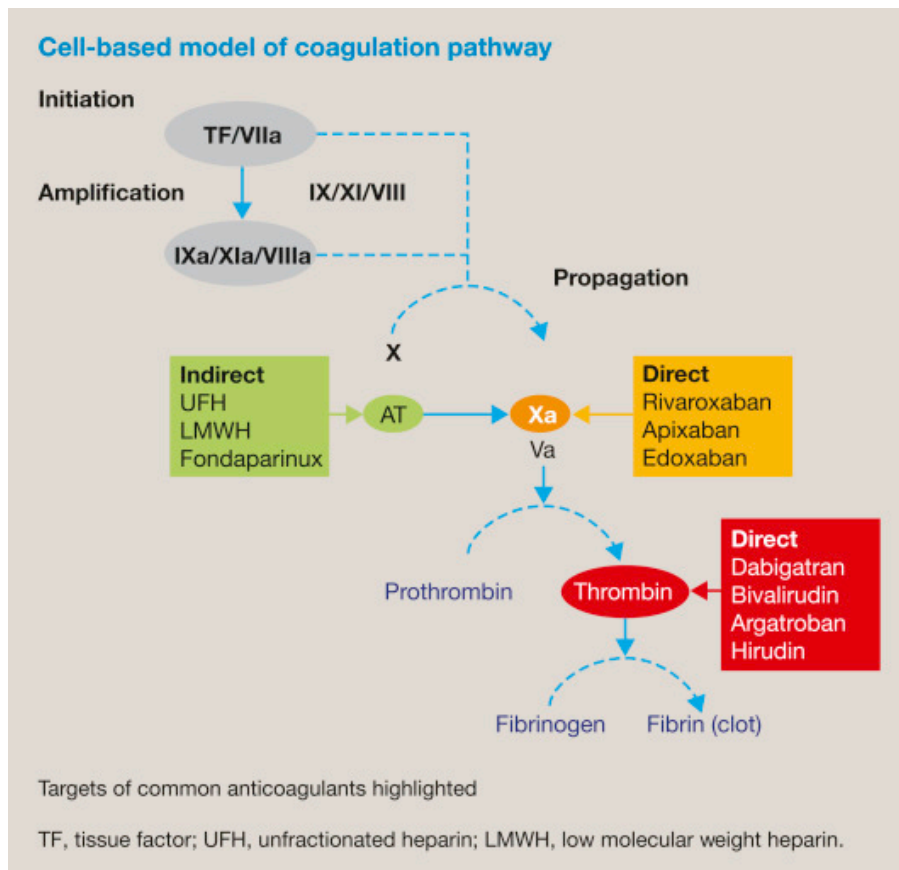 Cell-based model of coagulation pathway
Initiation
TF/VIIa
Amplification
IX/XI/VIII
IXa/XIa/VIIIa
Propagation
X
Indirect
UFH
LMWH
Fondaparinux
AT
Xa
Va
Direct
Rivaroxaban
Apixaban
Edoxaban
Prothrombin
Thrombin
Direct
Dabigatran
Bivalirudin
Argatroban
Hirudin
Fibrinogen
Fibrin (clot)
Targets of common anticoagulants highlighted
TF, tissue factor; UFH, unfractionated heparin; LMWH, low molecular weight heparin.